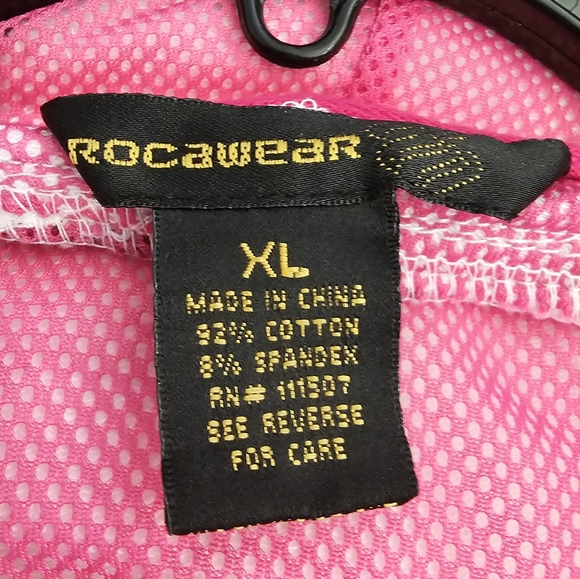 ROCAWEAR
XL
MADE IN CHINA
92% COTTON
8% SPANDEX
RN# 111507
SEE REVERSE
FOR CARE